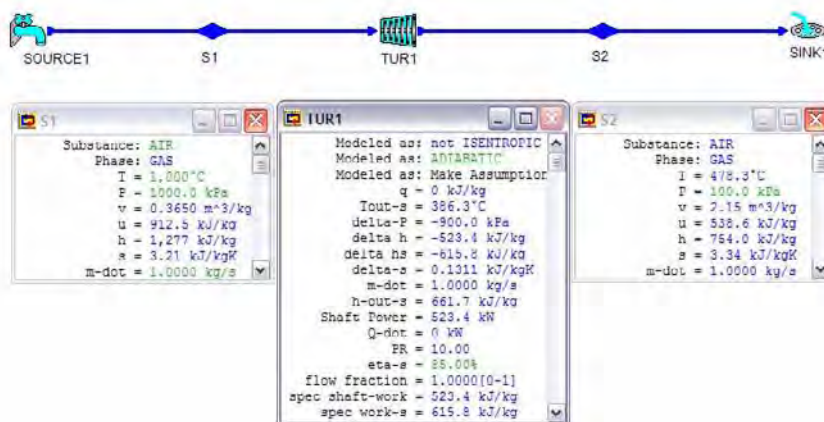 SOURCE1
S1
TUR1
S2
SINK1
S1
Substance: AIR
Phase: GAS
T = 1,000°C
P = 1000.0 kPa
v = 0.3650 m^3/kg
u = 912.5 kJ/kg
h = 1,277 kJ/kg
s = 3.21 kJ/kgK
m-dot = 1.0000 kg/s
TUR1
Modeled as: not ISENTROPIC
Modeled as: ADIABATIC
Modeled as: Make Assumption
q = 0 kJ/kg
Tout-s = 386.3°C
delta-P = -900.0 kPa
delta h = -523.4 kJ/kg
delta hs = -615.8 kJ/kg
delta-s = 0.1311 kJ/kgK
m-dot = 1.0000 kg/s
h-out-s = 661.7 kJ/kg
Shaft Power = 523.4 kW
Q-dot = 0 kW
PR = 10.00
eta-s = 85.00%
flow fraction = 1.0000[0-1]
spec shaft-work = 523.4 kJ/kg
spec work-s = 615.8 kJ/kg
S2
Substance: AIR
Phase: GAS
T = 478.3°C
P = 100.0 kPa
v = 2.15 m^3/kg
u = 538.6 kJ/kg
h = 754.0 kJ/kg
s = 3.34 kJ/kgK
m-dot = 1.0000 kg/s